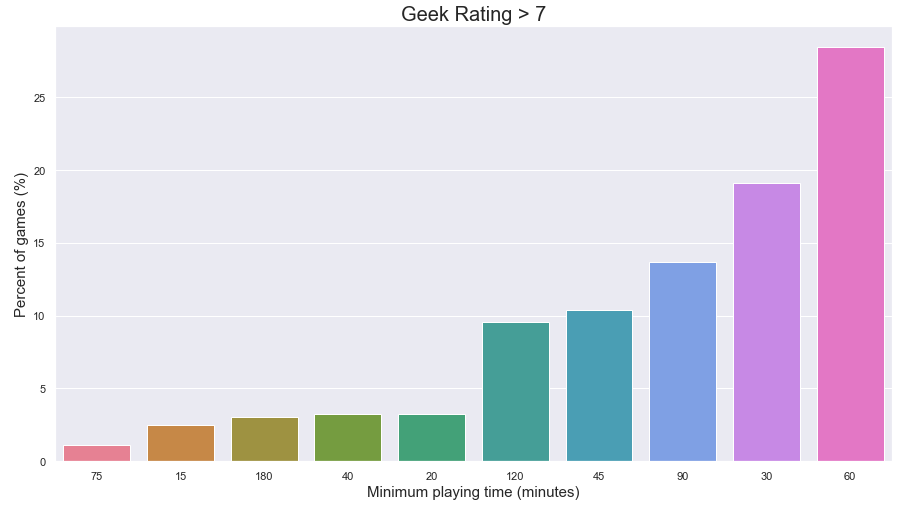 Geek Rating > 7
Percent of games (%)
25
20
15
10
5
0
75 15 180 40 20 120 45 90 30 60
Minimum playing time (minutes)